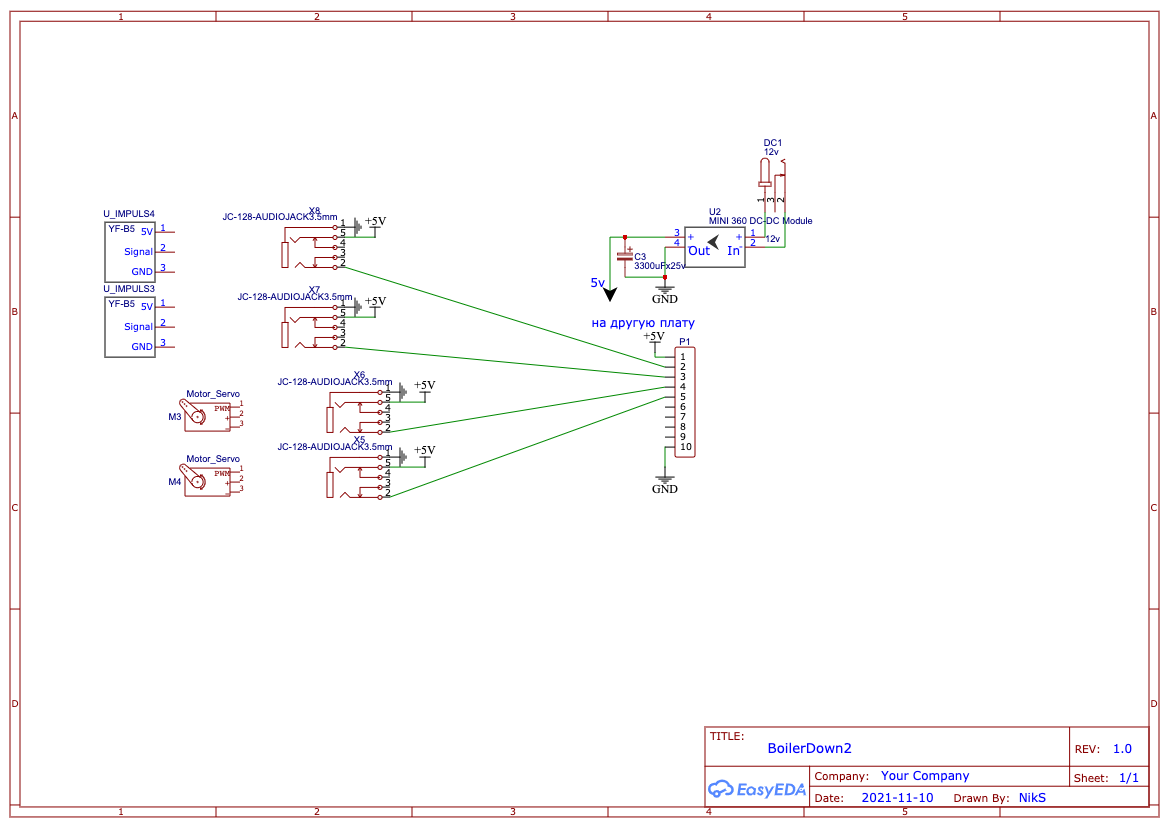 1 2 3 4 5
A A
DC1
12v
1 3 2
U_IMPULS4
YF-B5 5V 1
Signal 2
GND 3
X8
JC-128-AUDIOJACK3.5mm
1
5
4
3
2
+5V
U2
MINI 360 DC-DC Module
3 + + 1
4 - - 2
Out In
12v
C3
3300uFx25v
+
5v
GND
U_IMPULS3
YF-B5 5V 1
Signal 2
GND 3
X7
JC-128-AUDIOJACK3.5mm
1
5
4
3
2
+5V
B B
на другую плату
+5V
P1
1
2
3
4
5
6
7
8
9
10
GND
Motor_Servo
M3
PWM 1
+ 2
- 3
X6
JC-128-AUDIOJACK3.5mm
1
5
4
3
2
+5V
Motor_Servo
M4
PWM 1
+ 2
- 3
X5
JC-128-AUDIOJACK3.5mm
1
5
4
3
2
+5V
C C
D D
TITLE:
BoilerDown2
REV: 1.0
EasyEDA
Company: Your Company
Sheet: 1/1
Date: 2021-11-10 Drawn By: NikS
1 2 3 4 5